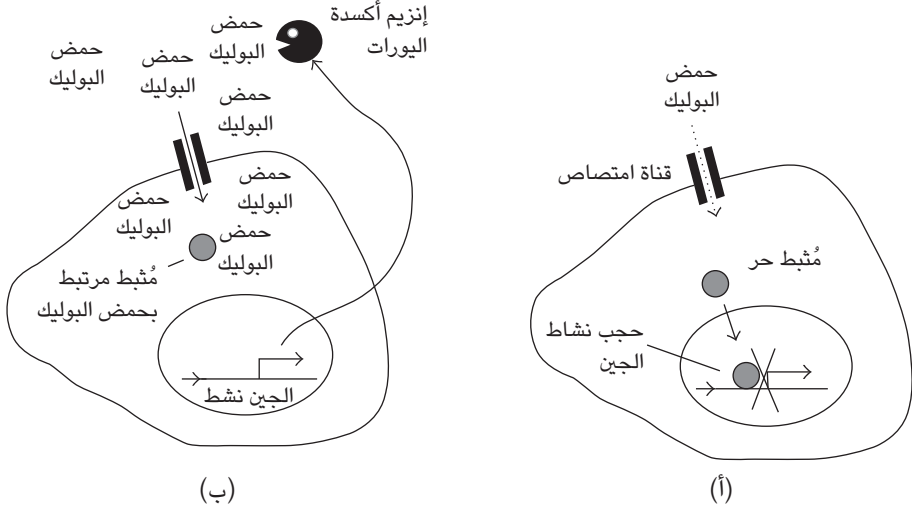 حمض
البوليك
قناة امتصاص
مُثبط حر
حجب نشاط
الجين
(أ)
إنزيم أكسدة
اليورات
حمض
البوليك
حمض
البوليك
حمض
البوليك
حمض
البوليك
حمض
البوليك
حمض
البوليك
حمض
البوليك
مُثبط مرتبط
بحمض البوليك
الجين نشط
(ب)